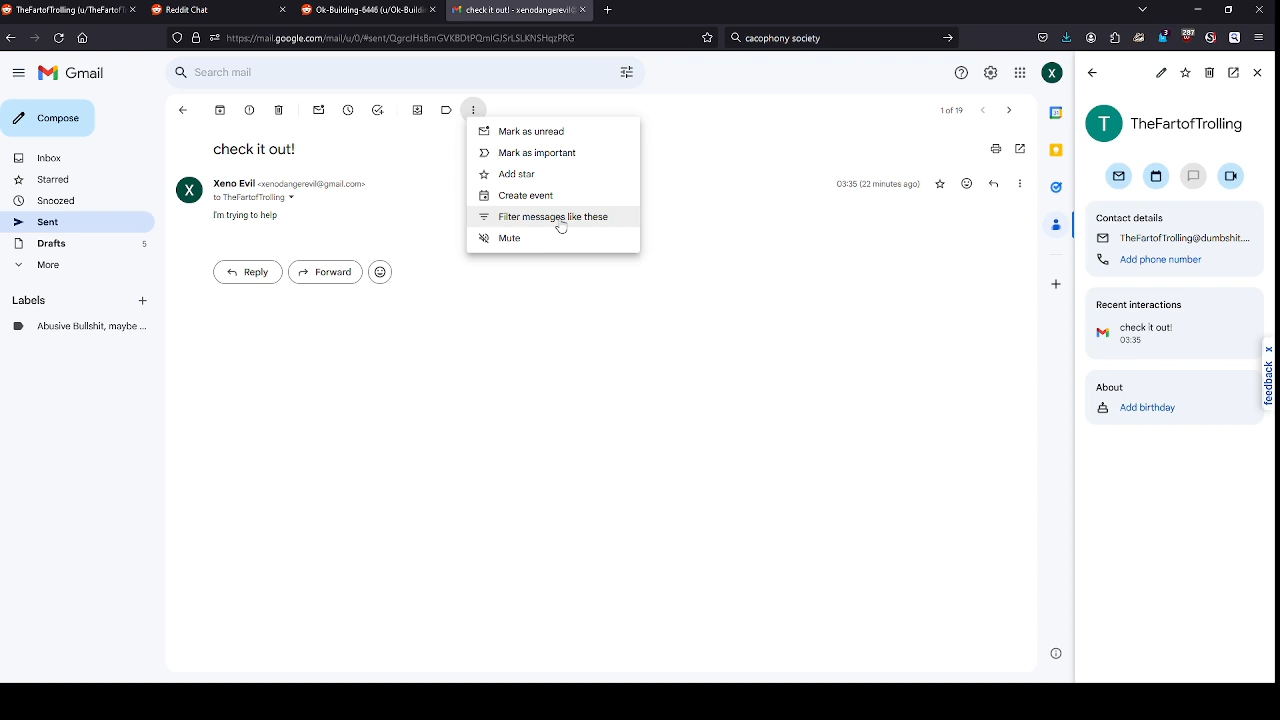 TheFartofTrolling (u/TheFartofT
Reddit Chat
Ok-Building-6446 (u/Ok-Buildin
check it out! - xenodangerevil@
https://mail.google.com/mail/u/0/#sent/QgrcJHsBmGVKBDtPQmlGJSrLSLKNSHqzPRG
cacophony society
3
287
Gmail
Search mail
X
Compose
1 of 19
Inbox
Starred
Snoozed
Sent
Drafts 5
More
Labels
Abusive Bullshit, maybe ...
check it out!
X
Xeno Evil <xenodangerevil@gmail.com>
to TheFartofTrolling
03:35 (22 minutes ago)
I'm trying to help
Reply
Forward
Mark as unread
Mark as important
Add star
Create event
Filter messages like these
Mute
31
T
TheFartofTrolling
Contact details
TheFartofTrolling@dumbshit....
Add phone number
Recent interactions
check it out!
03:35
About
Add birthday
feedback x